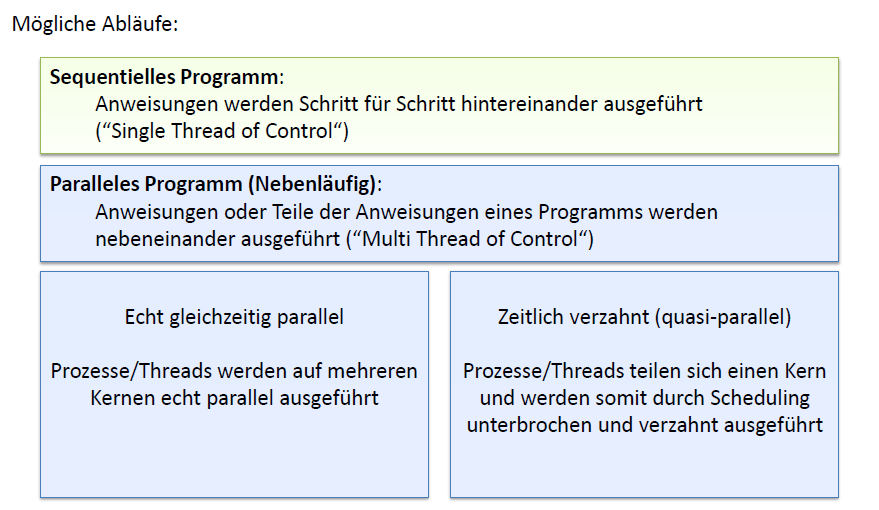 Mögliche Abläufe:
Sequentielles Programm:
Anweisungen werden Schritt für Schritt hintereinander ausgeführt
(“Single Thread of Control“)
Paralleles Programm (Nebenläufig):
Anweisungen oder Teile der Anweisungen eines Programms werden
nebeneinander ausgeführt (“Multi Thread of Control“)
Echt gleichzeitig parallel
Prozesse/Threads werden auf mehreren
Kernen echt parallel ausgeführt
Zeitlich verzahnt (quasi-parallel)
Prozesse/Threads teilen sich einen Kern
und werden somit durch Scheduling
unterbrochen und verzahnt ausgeführt